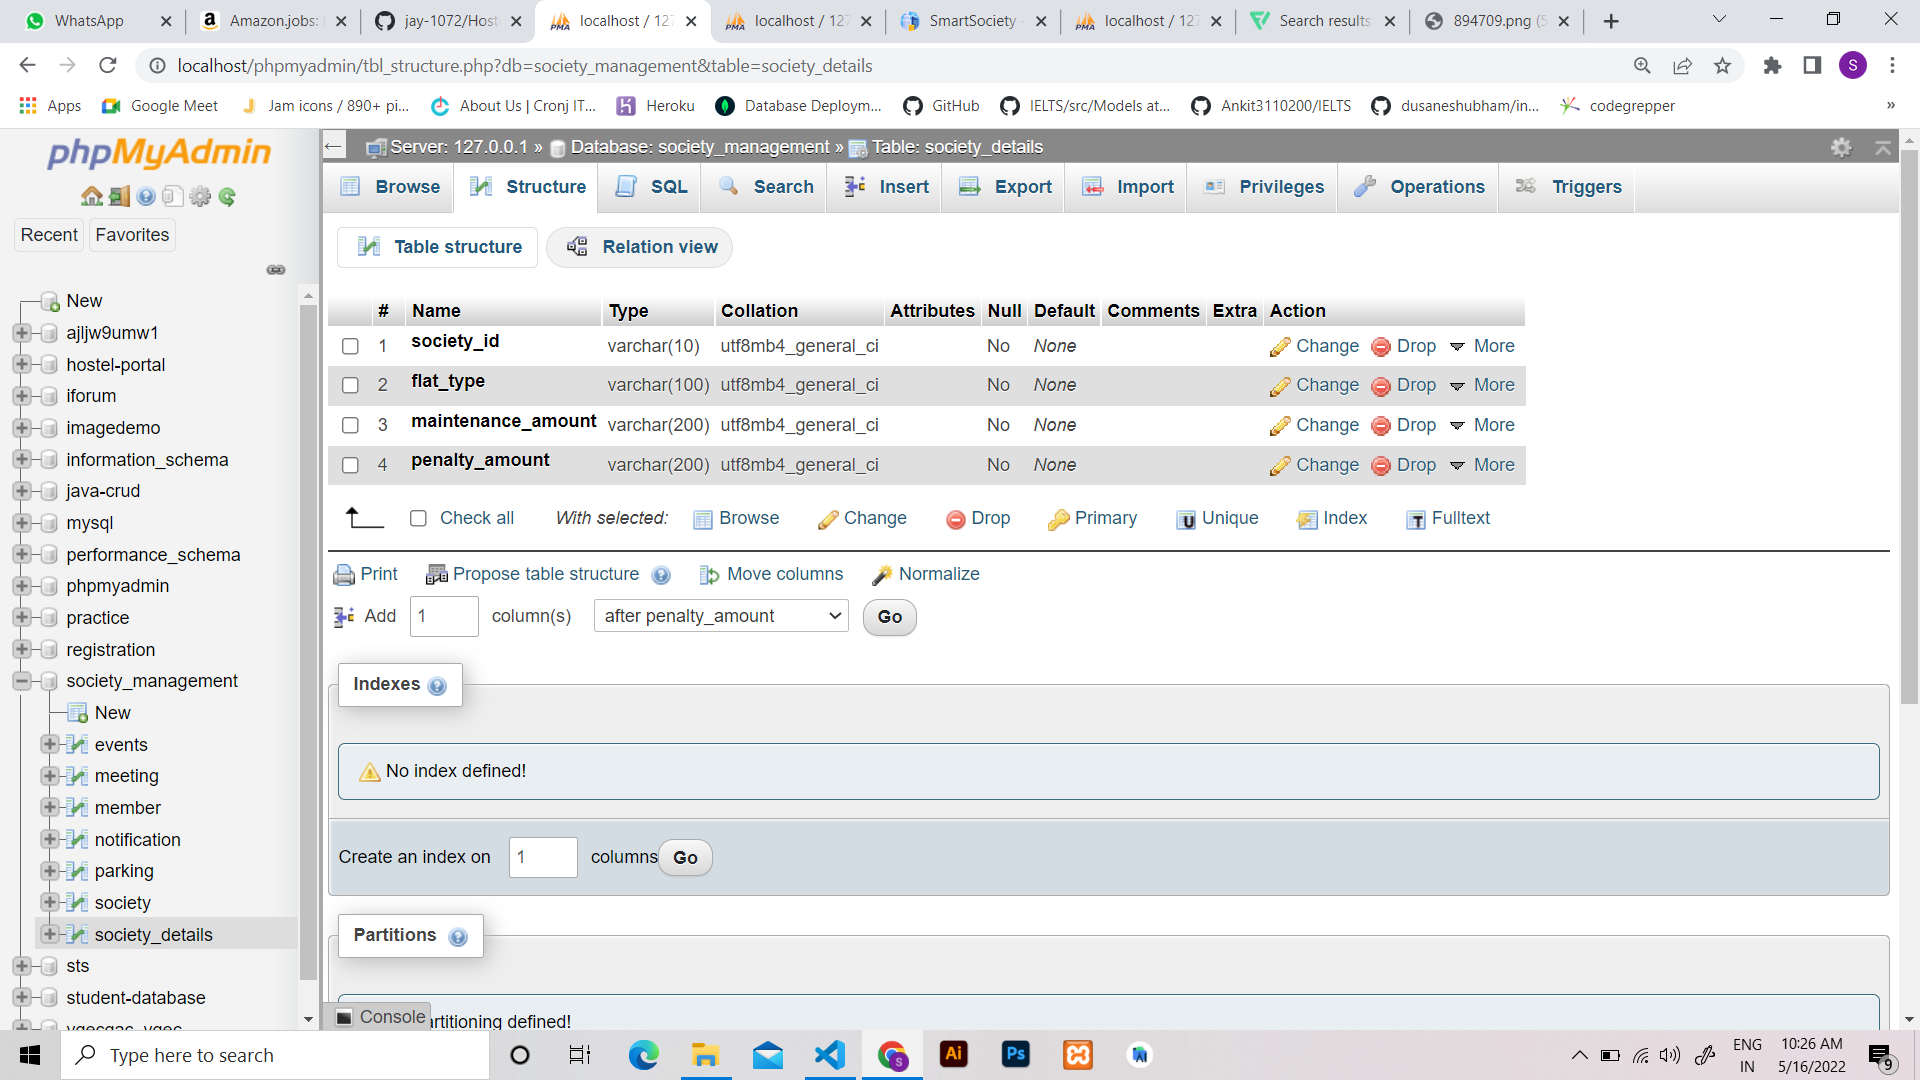 WhatsApp
Amazon.jobs:
jay-1072/Host
localhost / 127
localhost / 127
SmartSociety
localhost / 127
Search results
894709.png (5
localhost/phpmyadmin/tbl_structure.php?db=society_management&table=society_details
S
Apps
Google Meet
Jam icons / 890+ pi...
About Us | Cronj IT...
Heroku
Database Deploym...
GitHub
IELTS/src/Models at...
Ankit3110200/IELTS
dusaneshubham/in...
codegrepper
»
phpMyAdmin
Recent
Favorites
New
ajljw9umw1
hostel-portal
iforum
imagedemo
information_schema
java-crud
mysql
performance_schema
phpmyadmin
practice
registration
society_management
New
events
meeting
member
notification
parking
society
society_details
sts
student-database
Server: 127.0.0.1 » Database: society_management » Table: society_details
Browse Structure SQL Search Insert Export Import Privileges Operations Triggers
Table structure Relation view
# Name Type Collation Attributes Null Default Comments Extra Action
1 society_id varchar(10) utf8mb4_general_ci No None Change Drop More
2 flat_type varchar(100) utf8mb4_general_ci No None Change Drop More
3 maintenance_amount varchar(200) utf8mb4_general_ci No None Change Drop More
4 penalty_amount varchar(200) utf8mb4_general_ci No None Change Drop More
Check all With selected: Browse Change Drop Primary Unique Index Fulltext
Print Propose table structure Move columns Normalize
Add 1 column(s) after penalty_amount Go
Indexes
No index defined!
Create an index on 1 columns Go
Partitions
artitioning defined!
Console
Type here to search
Ai
Ps
ENG
IN
10:26 AM
5/16/2022
9